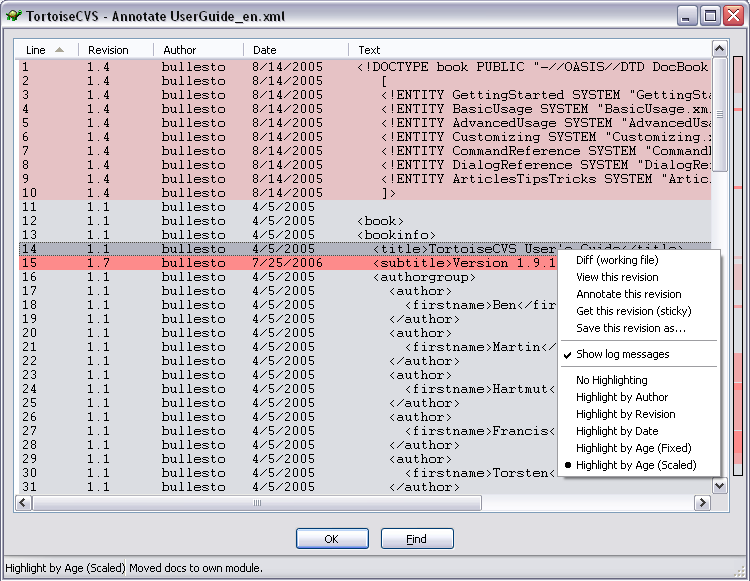 TortoiseCVS - Annotate UserGuide_en.xml
Line Revision Author Date Text
1 1.4 bullesto 8/14/2005 <!DOCTYPE book PUBLIC "-//OASIS//DTD DocBook
2 1.4 bullesto 8/14/2005 [
3 1.4 bullesto 8/14/2005 <!ENTITY GettingStarted SYSTEM "GettingSta
4 1.4 bullesto 8/14/2005 <!ENTITY BasicUsage SYSTEM "BasicUsage.xm
5 1.4 bullesto 8/14/2005 <!ENTITY AdvancedUsage SYSTEM "AdvancedUsa
6 1.4 bullesto 8/14/2005 <!ENTITY Customizing SYSTEM "Customizing.x
7 1.4 bullesto 8/14/2005 <!ENTITY CommandReference SYSTEM "Command
8 1.4 bullesto 8/14/2005 <!ENTITY DialogReference SYSTEM "DialogRe
9 1.4 bullesto 8/14/2005 <!ENTITY ArticlesTipsTricks SYSTEM "Artic
10 1.4 bullesto 8/14/2005 ]>
11 1.1 bullesto 4/5/2005
12 1.1 bullesto 4/5/2005 <book>
13 1.1 bullesto 4/5/2005 <bookinfo>
14 1.1 bullesto 4/5/2005 <title>TortoiseCVS User's Guide</title>
15 1.7 bullesto 7/25/2006 <subtitle>Version 1.9.1
16 1.1 bullesto 4/5/2005 <authorgroup>
17 1.1 bullesto 4/5/2005 <author>
18 1.1 bullesto 4/5/2005 <firstname>Ben</fir
19 1.1 bullesto 4/5/2005 </author>
20 1.1 bullesto 4/5/2005 <author>
21 1.1 bullesto 4/5/2005 <firstname>Martin</
22 1.1 bullesto 4/5/2005 </author>
23 1.1 bullesto 4/5/2005 <author>
24 1.1 bullesto 4/5/2005 <firstname>Hartmut<
25 1.1 bullesto 4/5/2005 </author>
26 1.1 bullesto 4/5/2005 <author>
27 1.1 bullesto 4/5/2005 <firstname>Francis<
28 1.1 bullesto 4/5/2005 </author>
29 1.1 bullesto 4/5/2005 <author>
30 1.1 bullesto 4/5/2005 <firstname>Torsten<
31 1.1 bullesto 4/5/2005 </author>
Diff (working file)
View this revision
Annotate this revision
Get this revision (sticky)
Save this revision as...
Show log messages
No Highlighting
Highlight by Author
Highlight by Revision
Highlight by Date
Highlight by Age (Fixed)
Highlight by Age (Scaled)
OK Find
Highlight by Age (Scaled) Moved docs to own module.